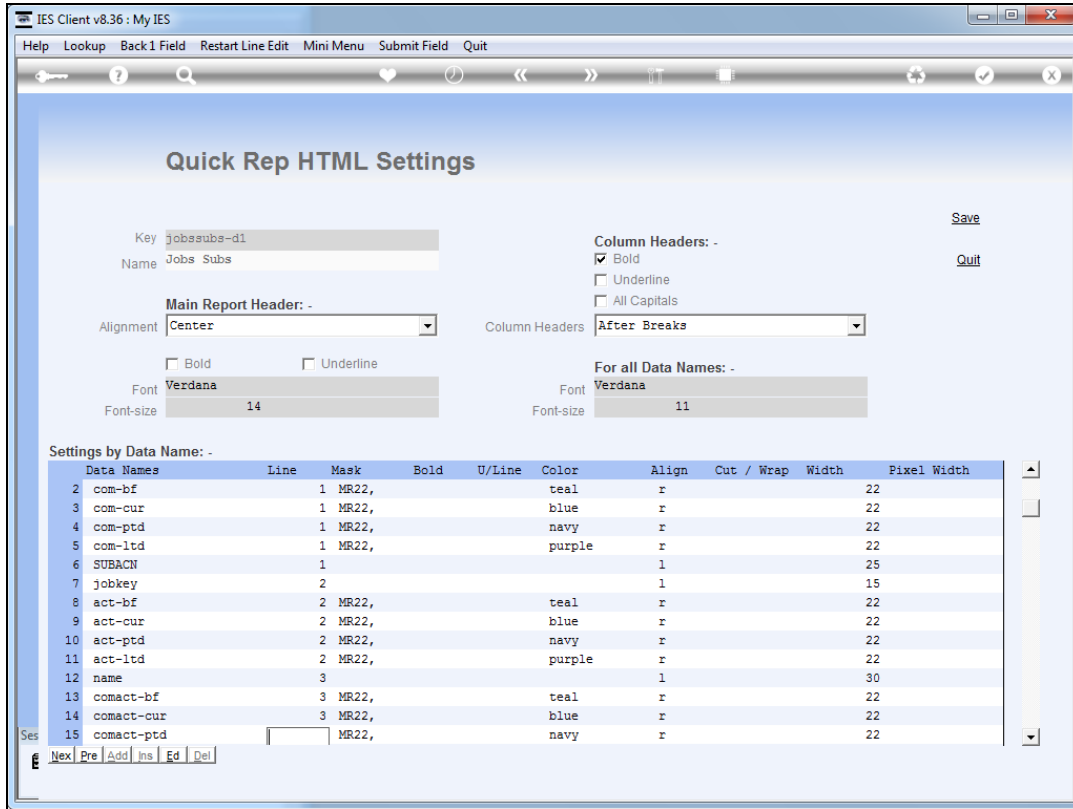 IES Client v8.36 : My IES
Help Lookup Back 1 Field Restart Line Edit Mini Menu Submit Field Quit
Quick Rep HTML Settings
Save
Key jobssubs-d1
Column Headers: -
Name Jobs Subs
Bold
Quit
Underline
Main Report Header: -
All Capitals
Alignment Center
Column Headers After Breaks
Bold Underline
For all Data Names: -
Font Verdana
Font Verdana
Font-size 14
Font-size 11
Settings by Data Name: -
Data Names Line Mask Bold U/Line Color Align Cut / Wrap Width Pixel Width
2 com-bf 1 MR22, teal r 22
3 com-cur 1 MR22, blue r 22
4 com-ptd 1 MR22, navy r 22
5 com-ltd 1 MR22, purple r 22
6 SUBACN 1 l 25
7 jobkey 2 l 15
8 act-bf 2 MR22, teal r 22
9 act-cur 2 MR22, blue r 22
10 act-ptd 2 MR22, navy r 22
11 act-ltd 2 MR22, purple r 22
12 name 3 l 30
13 comact-bf 3 MR22, teal r 22
14 comact-cur 3 MR22, blue r 22
Ses 15 comact-ptd MR22, navy r 22
Nex Pre Add Ins Ed Del